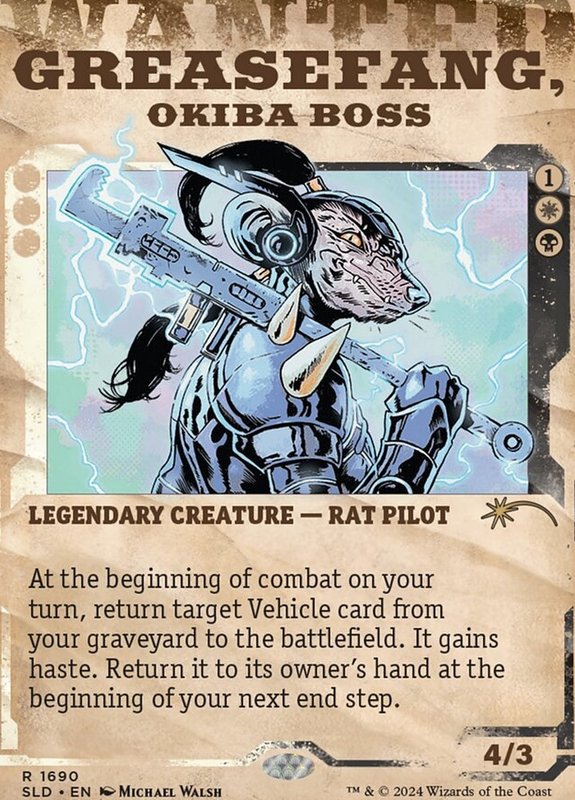 WANTED
GREASEFANG,
OKIBA BOSS
1
LEGENDARY CREATURE — RAT PILOT
At the beginning of combat on your
turn, return target Vehicle card from
your graveyard to the battlefield. It gains
haste. Return it to its owner's hand at the
beginning of your next end step.
4/3
R 1690
SLD • EN Michael Walsh
™ & © 2024 Wizards of the Coast